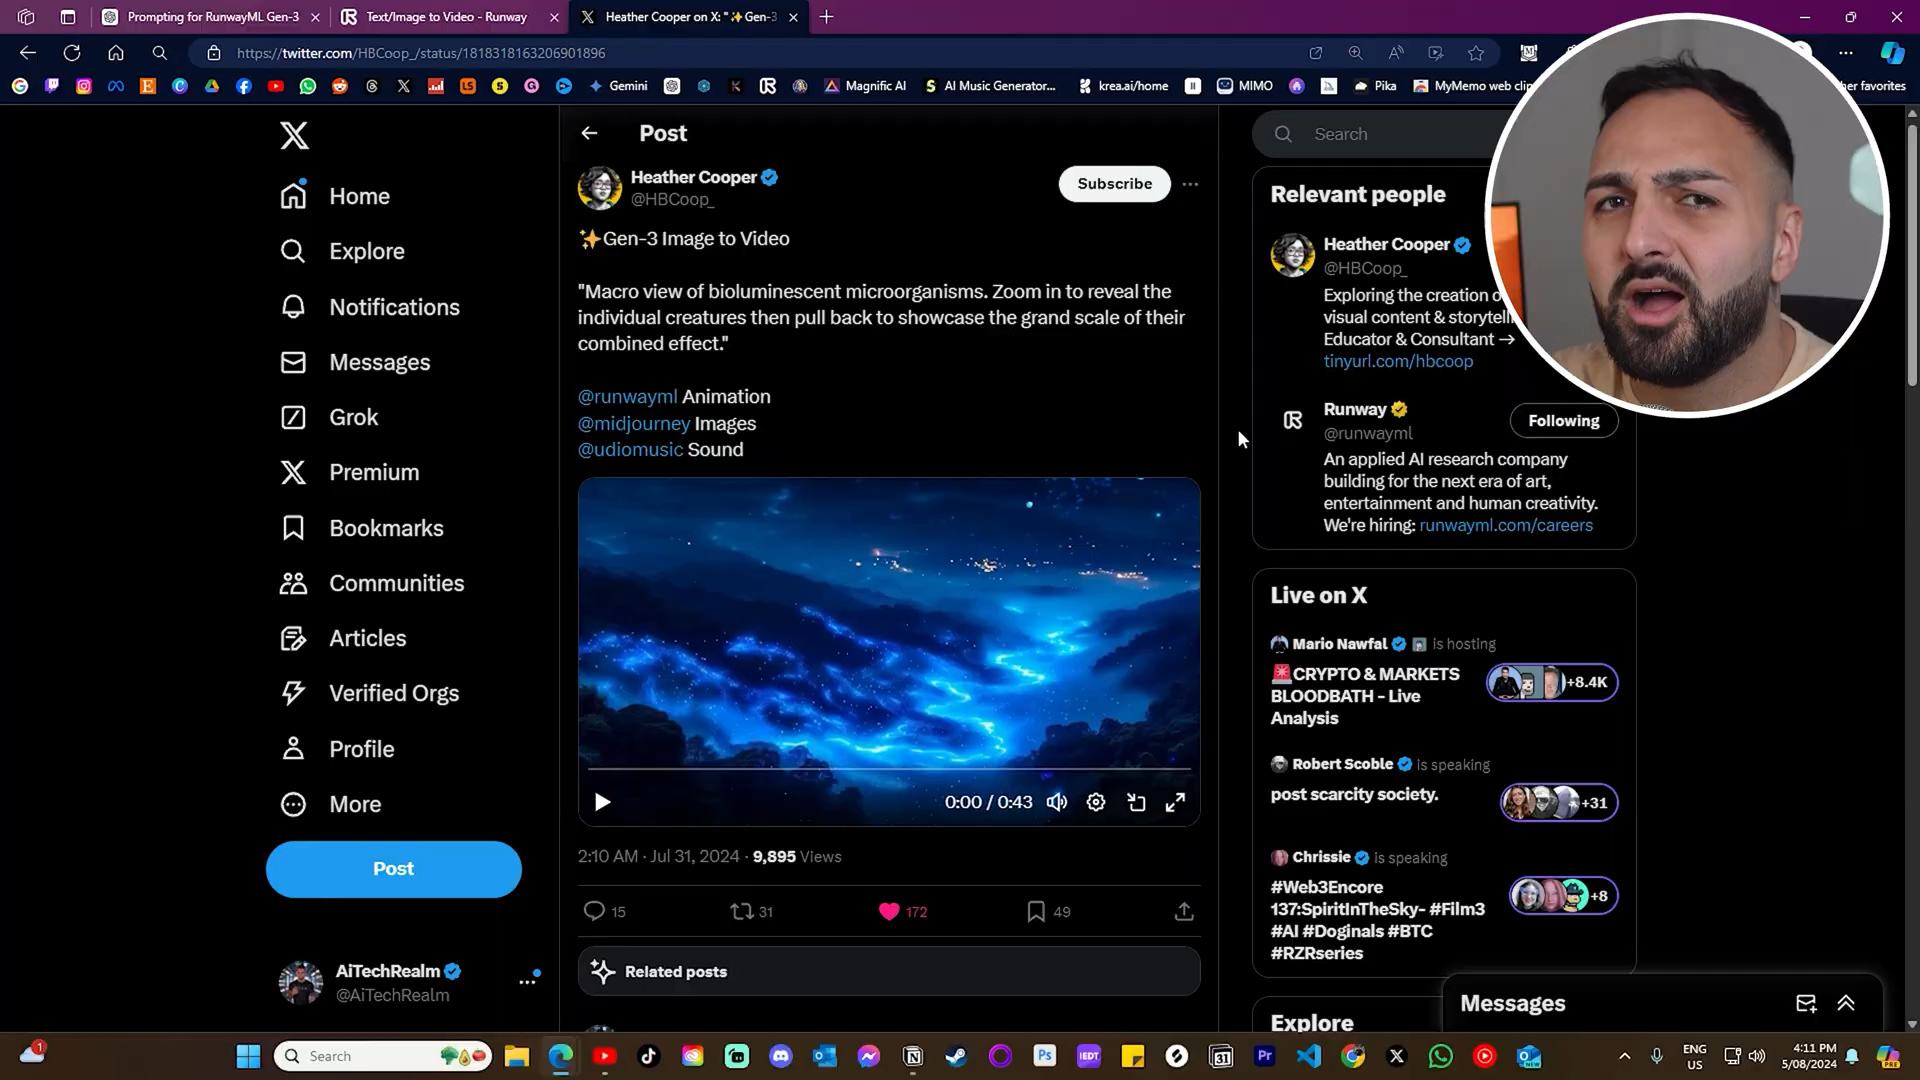 Prompting for RunwayML Gen-3
Text/Image to Video - Runway
Heather Cooper on X: "✨Gen-3
https://twitter.com/HBCoop_/status/1818318163206901896
Gemini
Magnific AI
AI Music Generator...
krea.ai/home
MIMO
Pika
MyMemo web clip
her favorites
Post
Heather Cooper
@HBCoop_
Subscribe
✨Gen-3 Image to Video
"Macro view of bioluminescent microorganisms. Zoom in to reveal the
individual creatures then pull back to showcase the grand scale of their
combined effect."
@runwayml Animation
@midjourney Images
@udiomusic Sound
0:00 / 0:43
2:10 AM · Jul 31, 2024 · 9,895 Views
15
31
172
49
Related posts
Home
Explore
Notifications
Messages
Grok
Premium
Bookmarks
Communities
Articles
Verified Orgs
Profile
More
Post
AiTechRealm
@AiTechRealm
Search
Relevant people
Heather Cooper
@HBCoop_
Exploring the creation o
visual content & storytell
Educator & Consultant →
tinyurl.com/hbcoop
Runway
@runwayml
Following
An applied AI research company
building for the next era of art,
entertainment and human creativity.
We're hiring: runwayml.com/careers
Live on X
Mario Nawfal is hosting
🚨CRYPTO & MARKETS
BLOODBATH - Live
Analysis
+8.4K
Robert Scoble is speaking
post scarcity society.
+31
Chrissie is speaking
#Web3Encore
137:SpiritInTheSky- #Film3
#AI #Doginals #BTC
#RZRseries
+8
Explore
Messages
1
Search
Ps
IEDT
31
Pr
ENG
US
4:11 PM
5/08/2024